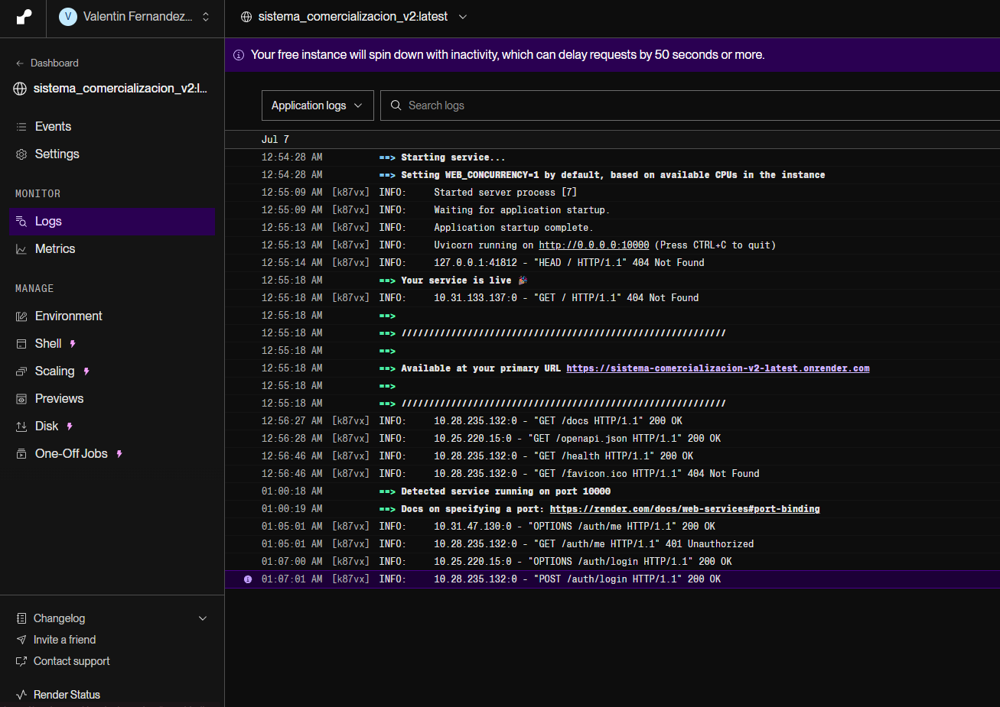 V Valentin Fernandez... sistema_comercializacion_v2:latest
Your free instance will spin down with inactivity, which can delay requests by 50 seconds or more.
Dashboard
sistema_comercializacion_v2:l...
Events
Settings
MONITOR
Logs
Metrics
MANAGE
Environment
Shell
Scaling
Previews
Disk
One-Off Jobs
Changelog
Invite a friend
Contact support
Render Status
Application logs Search logs
Jul 7
12:54:28 AM ==> Starting service...
12:54:28 AM ==> Setting WEB_CONCURRENCY=1 by default, based on available CPUs in the instance
12:55:09 AM [k87vx] INFO: Started server process [7]
12:55:09 AM [k87vx] INFO: Waiting for application startup.
12:55:13 AM [k87vx] INFO: Application startup complete.
12:55:13 AM [k87vx] INFO: Uvicorn running on http://0.0.0.0:10000 (Press CTRL+C to quit)
12:55:14 AM [k87vx] INFO: 127.0.0.1:41812 - "HEAD / HTTP/1.1" 404 Not Found
12:55:18 AM ==> Your service is live 🎉
12:55:18 AM [k87vx] INFO: 10.31.133.137:0 - "GET / HTTP/1.1" 404 Not Found
12:55:18 AM ==>
12:55:18 AM ==> ///////////////////////////////////////////////////////////
12:55:18 AM ==>
12:55:18 AM ==> Available at your primary URL https://sistema-comercializacion-v2-latest.onrender.com
12:55:18 AM ==>
12:55:18 AM ==> ///////////////////////////////////////////////////////////
12:56:27 AM [k87vx] INFO: 10.28.235.132:0 - "GET /docs HTTP/1.1" 200 OK
12:56:28 AM [k87vx] INFO: 10.25.220.15:0 - "GET /openapi.json HTTP/1.1" 200 OK
12:56:46 AM [k87vx] INFO: 10.28.235.132:0 - "GET /health HTTP/1.1" 200 OK
12:56:46 AM [k87vx] INFO: 10.28.235.132:0 - "GET /favicon.ico HTTP/1.1" 404 Not Found
01:00:18 AM ==> Detected service running on port 10000
01:00:19 AM ==> Docs on specifying a port: https://render.com/docs/web-services#port-binding
01:05:01 AM [k87vx] INFO: 10.31.47.130:0 - "OPTIONS /auth/me HTTP/1.1" 200 OK
01:05:01 AM [k87vx] INFO: 10.28.235.132:0 - "GET /auth/me HTTP/1.1" 401 Unauthorized
01:07:00 AM [k87vx] INFO: 10.25.220.15:0 - "OPTIONS /auth/login HTTP/1.1" 200 OK
01:07:01 AM [k87vx] INFO: 10.28.235.132:0 - "POST /auth/login HTTP/1.1" 200 OK